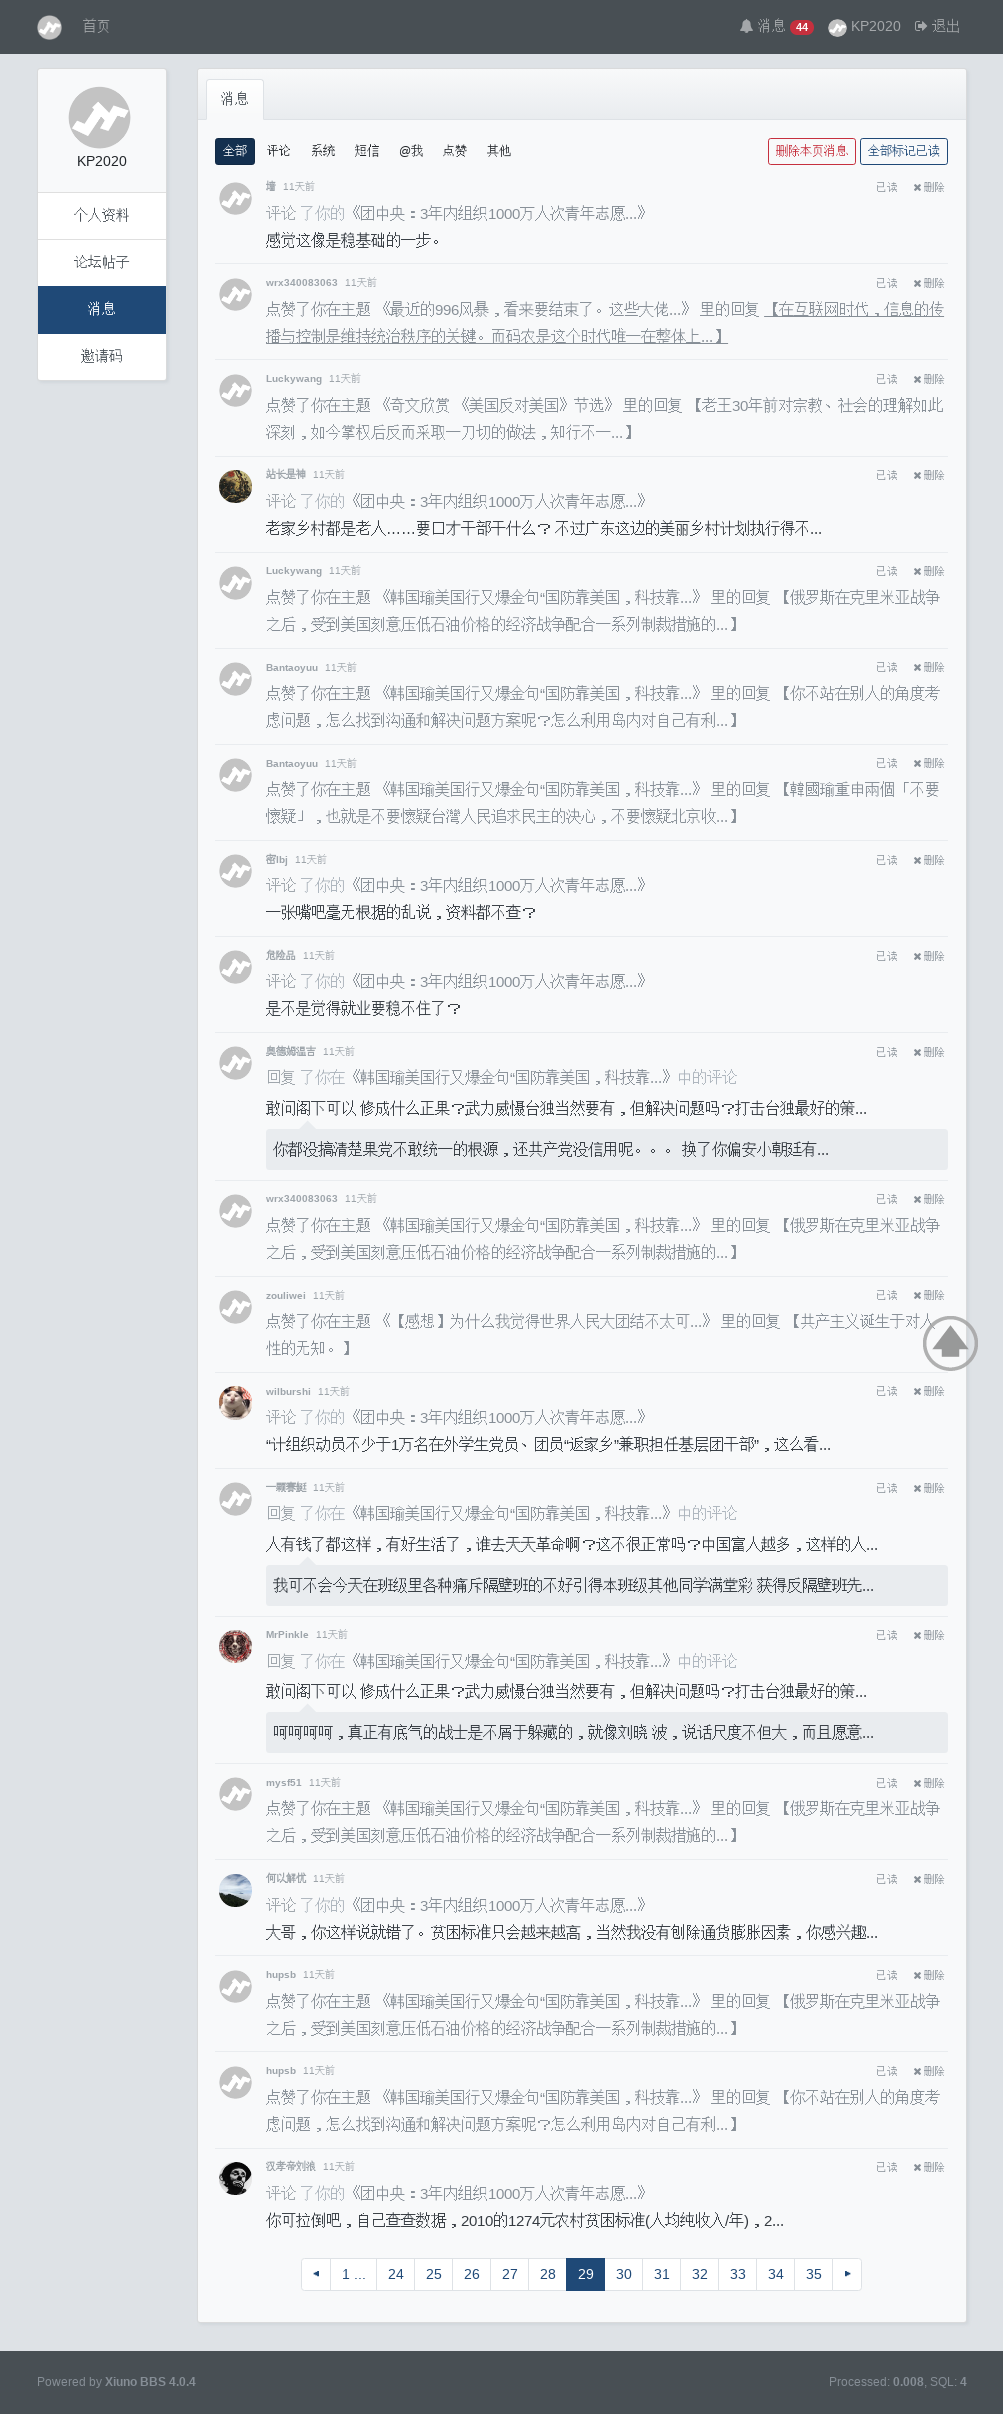 首页 消息 44 KP2020 退出
KP2020
个人资料
论坛帖子
消息
邀请码
消息
全部 评论 系统 短信 @我 点赞 其他 删除本页消息 全部标记已读
墙 11天前 已读 ✖删除
评论 了你的《团中央：3年内组织1000万人次青年志愿...》
感觉这像是稳基础的一步。
wrx340083063 11天前 已读 ✖删除
点赞了你在主题 《最近的996风暴，看来要结束了。这些大佬...》 里的回复 【在互联网时代，信息的传
播与控制是维持统治秩序的关键。而码农是这个时代唯一在整体上...】
Luckywang 11天前 已读 ✖删除
点赞了你在主题 《奇文欣赏 《美国反对美国》节选》 里的回复 【老王30年前对宗教、社会的理解如此
深刻，如今掌权后反而采取一刀切的做法，知行不一...】
站长是神 11天前 已读 ✖删除
评论 了你的《团中央：3年内组织1000万人次青年志愿...》
老家乡村都是老人……要口才干部干什么？ 不过广东这边的美丽乡村计划执行得不...
Luckywang 11天前 已读 ✖删除
点赞了你在主题 《韩国瑜美国行又爆金句“国防靠美国，科技靠...》 里的回复 【俄罗斯在克里米亚战争
之后，受到美国刻意压低石油价格的经济战争配合一系列制裁措施的...】
Bantaoyuu 11天前 已读 ✖删除
点赞了你在主题 《韩国瑜美国行又爆金句“国防靠美国，科技靠...》 里的回复 【你不站在别人的角度考
虑问题，怎么找到沟通和解决问题方案呢？怎么利用岛内对自己有利...】
Bantaoyuu 11天前 已读 ✖删除
点赞了你在主题 《韩国瑜美国行又爆金句“国防靠美国，科技靠...》 里的回复 【韓國瑜重申兩個「不要
懷疑」，也就是不要懷疑台灣人民追求民主的決心，不要懷疑北京收...】
密lbj 11天前 已读 ✖删除
评论 了你的《团中央：3年内组织1000万人次青年志愿...》
一张嘴吧毫无根据的乱说，资料都不查？
危险品 11天前 已读 ✖删除
评论 了你的《团中央：3年内组织1000万人次青年志愿...》
是不是觉得就业要稳不住了？
奥德姆温吉 11天前 已读 ✖删除
回复 了你在《韩国瑜美国行又爆金句“国防靠美国，科技靠...》中的评论
敢问阁下可以 修成什么正果？武力威慑台独当然要有，但解决问题吗？打击台独最好的策...
你都没搞清楚果党不敢统一的根源，还共产党没信用呢。。。 换了你偏安小朝廷有...
wrx340083063 11天前 已读 ✖删除
点赞了你在主题 《韩国瑜美国行又爆金句“国防靠美国，科技靠...》 里的回复 【俄罗斯在克里米亚战争
之后，受到美国刻意压低石油价格的经济战争配合一系列制裁措施的...】
zouliwei 11天前 已读 ✖删除
点赞了你在主题 《【感想】为什么我觉得世界人民大团结不太可...》 里的回复 【共产主义诞生于对人
性的无知。】
wilburshi 11天前 已读 ✖删除
评论 了你的《团中央：3年内组织1000万人次青年志愿...》
“计组织动员不少于1万名在外学生党员、团员“返家乡”兼职担任基层团干部”，这么看...
一颗赛艇 11天前 已读 ✖删除
回复 了你在《韩国瑜美国行又爆金句“国防靠美国，科技靠...》中的评论
人有钱了都这样，有好生活了，谁去天天革命啊？这不很正常吗？中国富人越多，这样的人...
我可不会今天在班级里各种痛斥隔壁班的不好引得本班级其他同学满堂彩 获得反隔壁班先...
MrPinkle 11天前 已读 ✖删除
回复 了你在《韩国瑜美国行又爆金句“国防靠美国，科技靠...》中的评论
敢问阁下可以 修成什么正果？武力威慑台独当然要有，但解决问题吗？打击台独最好的策...
呵呵呵呵，真正有底气的战士是不屑于躲藏的，就像刘晓 波，说话尺度不但大，而且愿意...
mysf51 11天前 已读 ✖删除
点赞了你在主题 《韩国瑜美国行又爆金句“国防靠美国，科技靠...》 里的回复 【俄罗斯在克里米亚战争
之后，受到美国刻意压低石油价格的经济战争配合一系列制裁措施的...】
何以解忧 11天前 已读 ✖删除
评论 了你的《团中央：3年内组织1000万人次青年志愿...》
大哥，你这样说就错了。贫困标准只会越来越高，当然我没有刨除通货膨胀因素，你感兴趣...
hupsb 11天前 已读 ✖删除
点赞了你在主题 《韩国瑜美国行又爆金句“国防靠美国，科技靠...》 里的回复 【俄罗斯在克里米亚战争
之后，受到美国刻意压低石油价格的经济战争配合一系列制裁措施的...】
hupsb 11天前 已读 ✖删除
点赞了你在主题 《韩国瑜美国行又爆金句“国防靠美国，科技靠...》 里的回复 【你不站在别人的角度考
虑问题，怎么找到沟通和解决问题方案呢？怎么利用岛内对自己有利...】
汉孝帝刘浓 11天前 已读 ✖删除
评论 了你的《团中央：3年内组织1000万人次青年志愿...》
你可拉倒吧，自己查查数据，2010的1274元农村贫困标准(人均纯收入/年)，2...
◀ 1 ... 24 25 26 27 28 29 30 31 32 33 34 35 ▶
Powered by Xiuno BBS 4.0.4 Processed: 0.008, SQL: 4